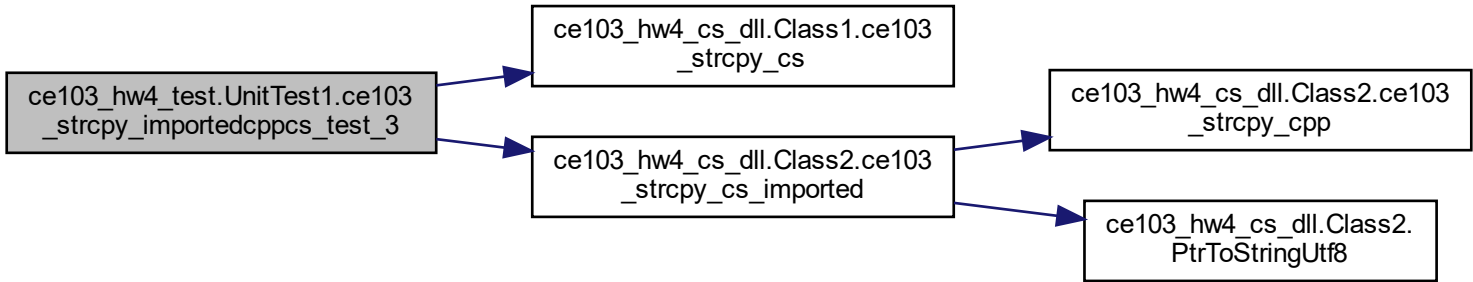 ce103_hw4_test.UnitTest1.ce103
_strcpy_importedcppcs_test_3
ce103_hw4_cs_dll.Class1.ce103
_strcpy_cs
ce103_hw4_cs_dll.Class2.ce103
_strcpy_cs_imported
ce103_hw4_cs_dll.Class2.ce103
_strcpy_cpp
ce103_hw4_cs_dll.Class2.
PtrToStringUtf8